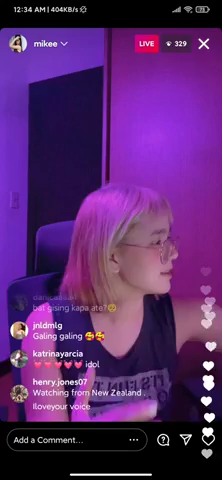 12:34 AM | 404KB/s
73
mikee
LIVE
329
bat gising kapa ate?
jnldmlg
Galing galing 🥰🥰
katrinayarcia
💗💗💗💗💗 idol
henry.jones07
Watching from New Zealand .
Iloveyour voice
Add a Comment...